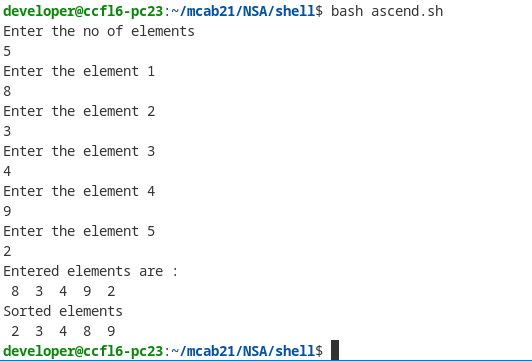 developer@ccfl6-pc23:~/mcab21/NSA/shell$ bash ascend.sh
Enter the no of elements
5
Enter the element 1
8
Enter the element 2
3
Enter the element 3
4
Enter the element 4
9
Enter the element 5
2
Entered elements are :
 8  3  4  9  2
Sorted elements
 2  3  4  8  9
developer@ccfl6-pc23:~/mcab21/NSA/shell$